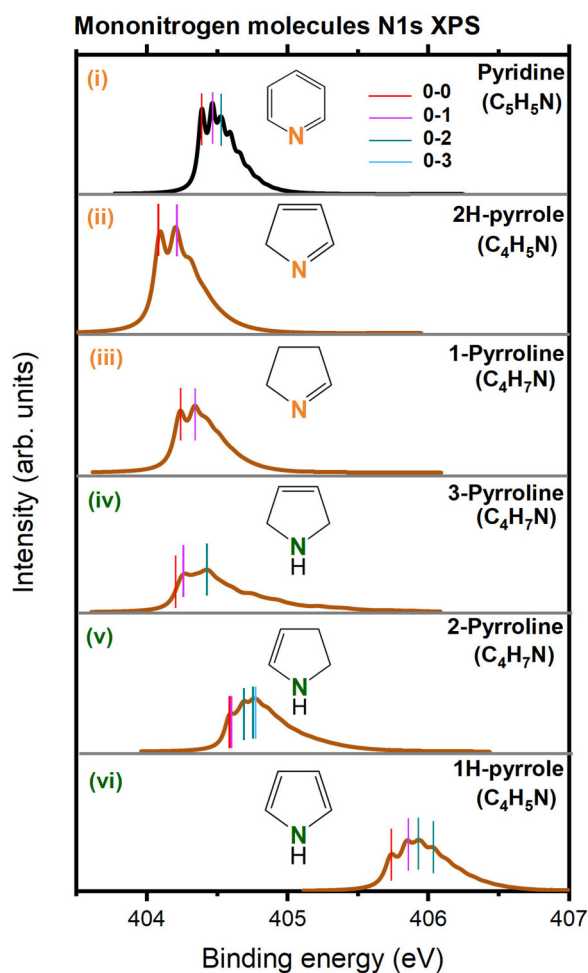 Mononitrogen molecules N1s XPS
(i)
N
0-0
0-1
0-2
0-3
Pyridine
(C₅H₅N)
(ii)
N
2H-pyrrole
(C₄H₅N)
(iii)
N
1-Pyrroline
(C₄H₇N)
(iv)
N
H
3-Pyrroline
(C₄H₇N)
(v)
N
H
2-Pyrroline
(C₄H₇N)
(vi)
N
H
1H-pyrrole
(C₄H₅N)
Intensity (arb. units)
404 405 406 407
Binding energy (eV)